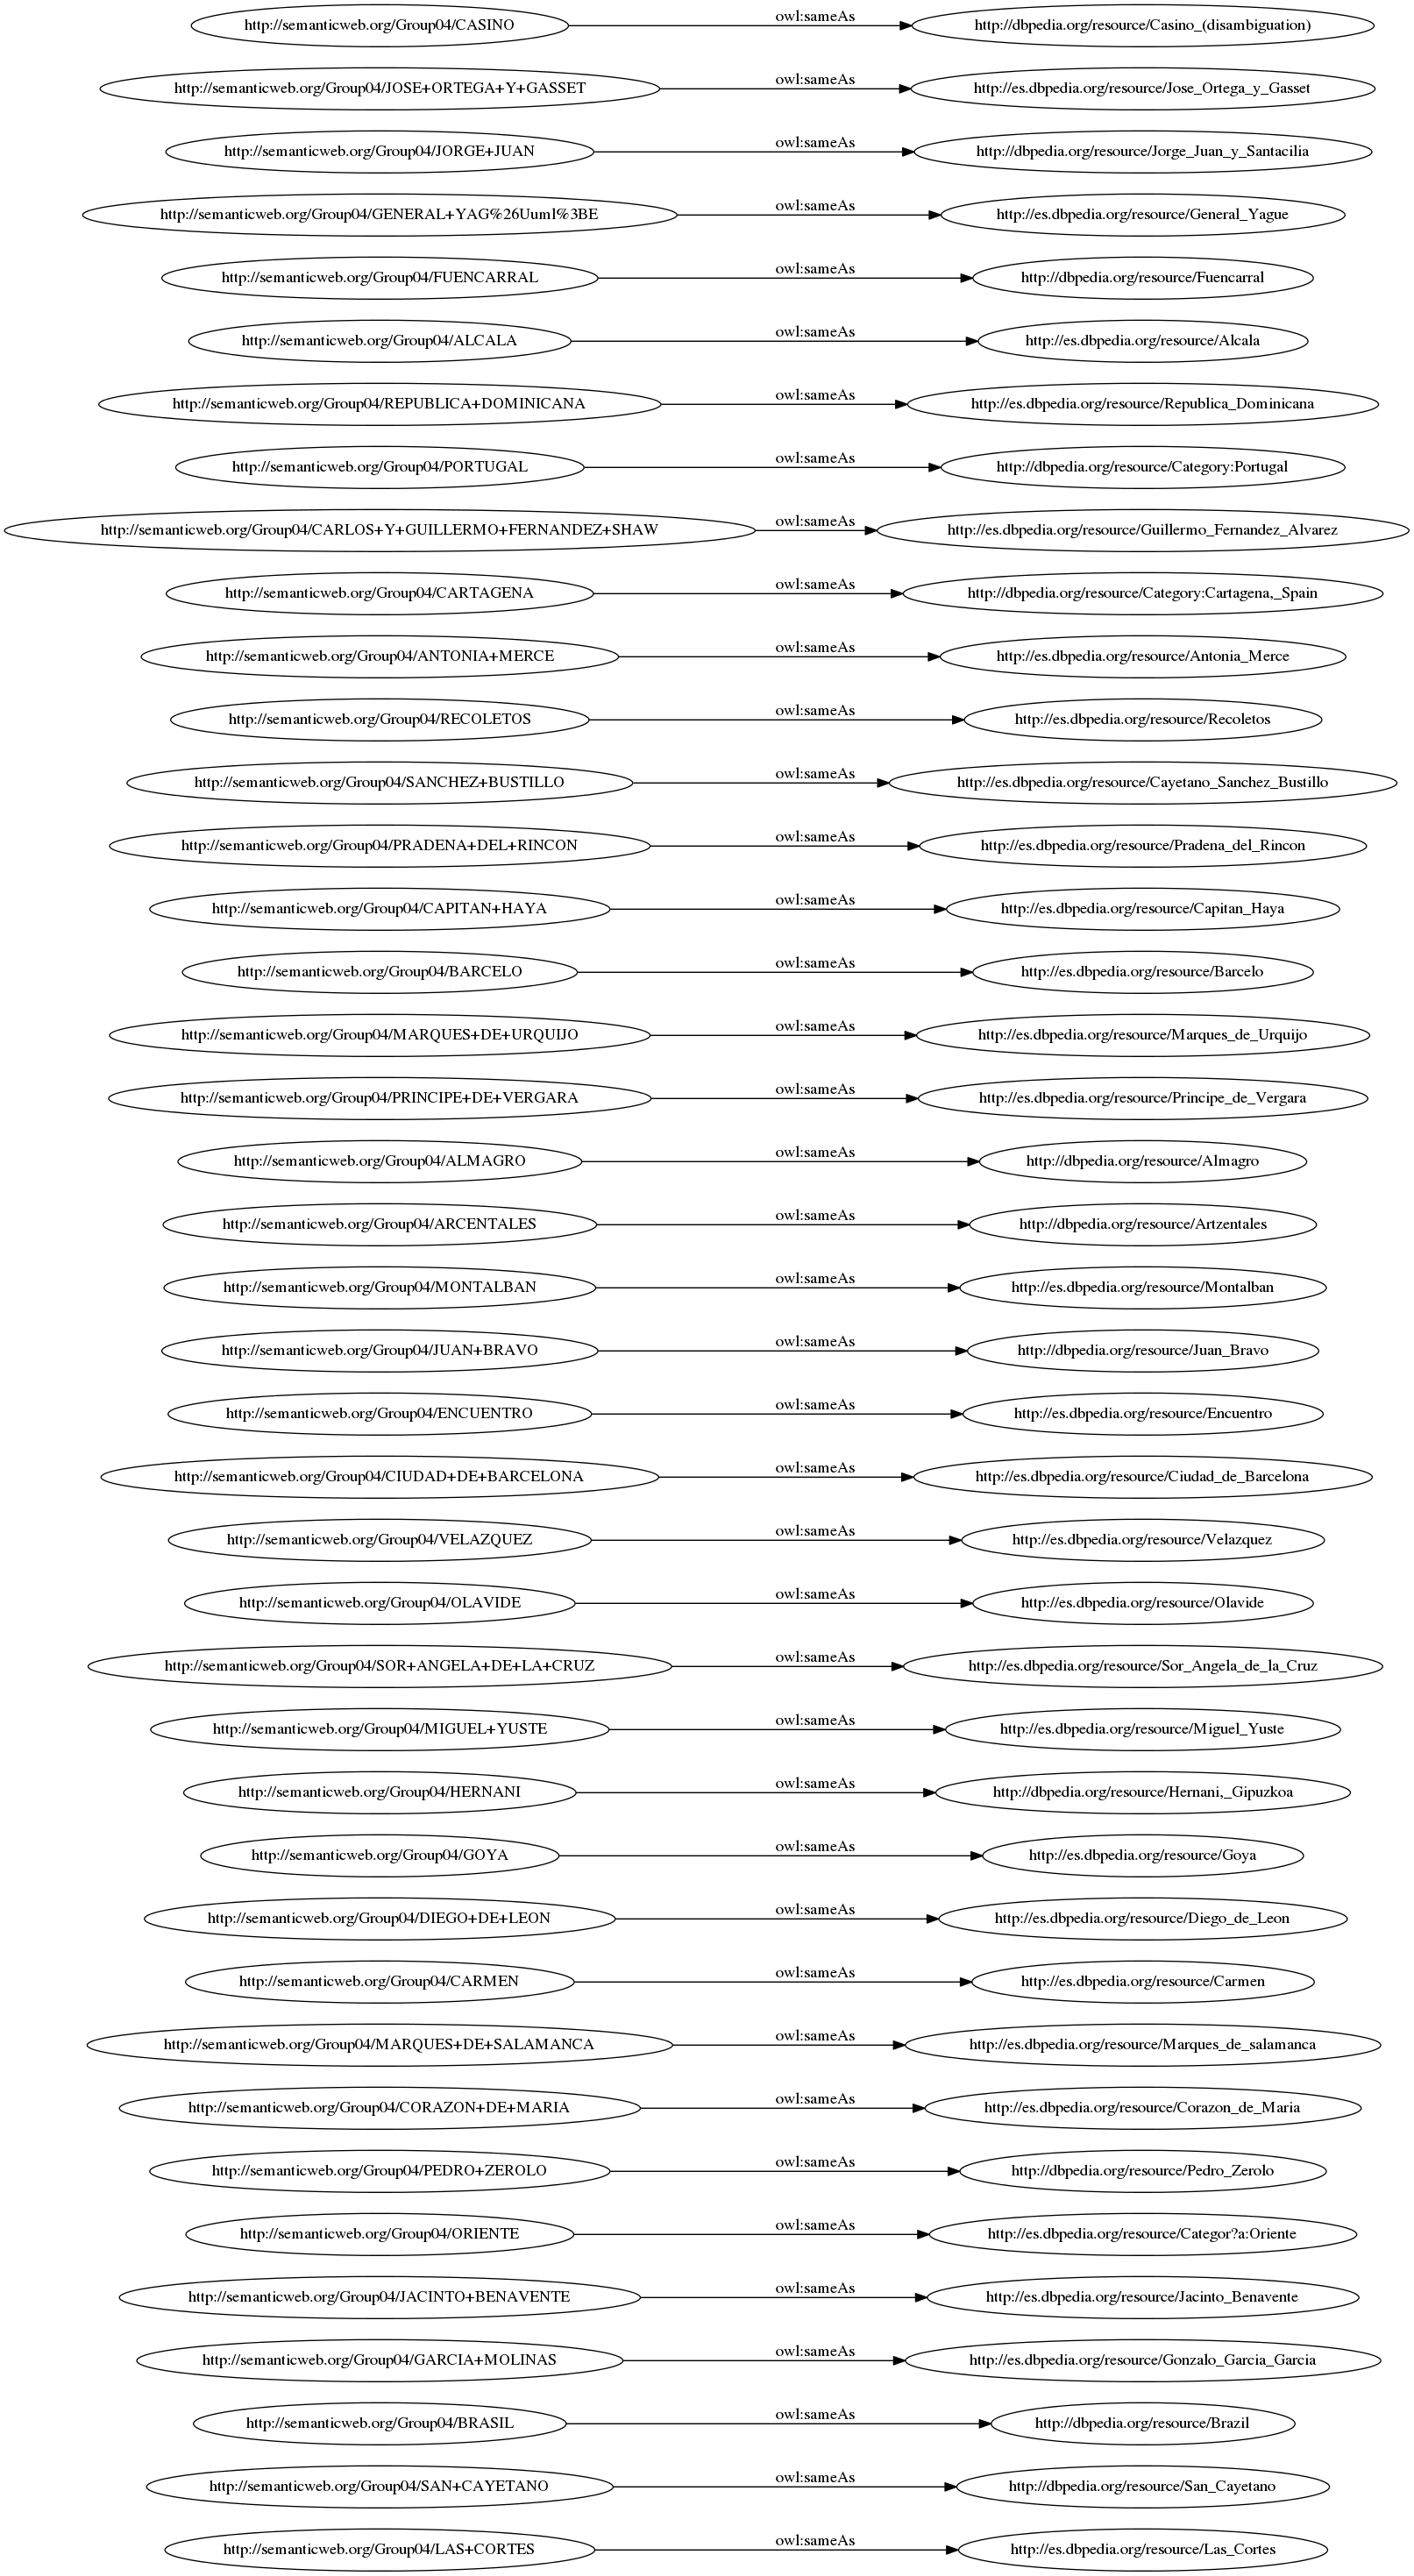 http://semanticweb.org/Group04/CASINO owl:sameAs http://dbpedia.org/resource/Casino_(disambiguation)
http://semanticweb.org/Group04/JOSE+ORTEGA+Y+GASSET owl:sameAs http://es.dbpedia.org/resource/Jose_Ortega_y_Gasset
http://semanticweb.org/Group04/JORGE+JUAN owl:sameAs http://dbpedia.org/resource/Jorge_Juan_y_Santacilia
http://semanticweb.org/Group04/GENERAL+YAG%26Uuml%3BE owl:sameAs http://es.dbpedia.org/resource/General_Yague
http://semanticweb.org/Group04/FUENCARRAL owl:sameAs http://dbpedia.org/resource/Fuencarral
http://semanticweb.org/Group04/ALCALA owl:sameAs http://es.dbpedia.org/resource/Alcala
http://semanticweb.org/Group04/REPUBLICA+DOMINICANA owl:sameAs http://es.dbpedia.org/resource/Republica_Dominicana
http://semanticweb.org/Group04/PORTUGAL owl:sameAs http://dbpedia.org/resource/Category:Portugal
http://semanticweb.org/Group04/CARLOS+Y+GUILLERMO+FERNANDEZ+SHAW owl:sameAs http://es.dbpedia.org/resource/Guillermo_Fernandez_Alvarez
http://semanticweb.org/Group04/CARTAGENA owl:sameAs http://dbpedia.org/resource/Category:Cartagena,_Spain
http://semanticweb.org/Group04/ANTONIA+MERCE owl:sameAs http://es.dbpedia.org/resource/Antonia_Merce
http://semanticweb.org/Group04/RECOLETOS owl:sameAs http://es.dbpedia.org/resource/Recoletos
http://semanticweb.org/Group04/SANCHEZ+BUSTILLO owl:sameAs http://es.dbpedia.org/resource/Cayetano_Sanchez_Bustillo
http://semanticweb.org/Group04/PRADENA+DEL+RINCON owl:sameAs http://es.dbpedia.org/resource/Pradena_del_Rincon
http://semanticweb.org/Group04/CAPITAN+HAYA owl:sameAs http://es.dbpedia.org/resource/Capitan_Haya
http://semanticweb.org/Group04/BARCELO owl:sameAs http://es.dbpedia.org/resource/Barcelo
http://semanticweb.org/Group04/MARQUES+DE+URQUIJO owl:sameAs http://es.dbpedia.org/resource/Marques_de_Urquijo
http://semanticweb.org/Group04/PRINCIPE+DE+VERGARA owl:sameAs http://es.dbpedia.org/resource/Principe_de_Vergara
http://semanticweb.org/Group04/ALMAGRO owl:sameAs http://dbpedia.org/resource/Almagro
http://semanticweb.org/Group04/ARCENTALES owl:sameAs http://dbpedia.org/resource/Artzentales
http://semanticweb.org/Group04/MONTALBAN owl:sameAs http://es.dbpedia.org/resource/Montalban
http://semanticweb.org/Group04/JUAN+BRAVO owl:sameAs http://dbpedia.org/resource/Juan_Bravo
http://semanticweb.org/Group04/ENCUENTRO owl:sameAs http://es.dbpedia.org/resource/Encuentro
http://semanticweb.org/Group04/CIUDAD+DE+BARCELONA owl:sameAs http://es.dbpedia.org/resource/Ciudad_de_Barcelona
http://semanticweb.org/Group04/VELAZQUEZ owl:sameAs http://es.dbpedia.org/resource/Velazquez
http://semanticweb.org/Group04/OLAVIDE owl:sameAs http://es.dbpedia.org/resource/Olavide
http://semanticweb.org/Group04/SOR+ANGELA+DE+LA+CRUZ owl:sameAs http://es.dbpedia.org/resource/Sor_Angela_de_la_Cruz
http://semanticweb.org/Group04/MIGUEL+YUSTE owl:sameAs http://es.dbpedia.org/resource/Miguel_Yuste
http://semanticweb.org/Group04/HERNANI owl:sameAs http://dbpedia.org/resource/Hernani,_Gipuzkoa
http://semanticweb.org/Group04/GOYA owl:sameAs http://es.dbpedia.org/resource/Goya
http://semanticweb.org/Group04/DIEGO+DE+LEON owl:sameAs http://es.dbpedia.org/resource/Diego_de_Leon
http://semanticweb.org/Group04/CARMEN owl:sameAs http://es.dbpedia.org/resource/Carmen
http://semanticweb.org/Group04/MARQUES+DE+SALAMANCA owl:sameAs http://es.dbpedia.org/resource/Marques_de_salamanca
http://semanticweb.org/Group04/CORAZON+DE+MARIA owl:sameAs http://es.dbpedia.org/resource/Corazon_de_Maria
http://semanticweb.org/Group04/PEDRO+ZEROLO owl:sameAs http://dbpedia.org/resource/Pedro_Zerolo
http://semanticweb.org/Group04/ORIENTE owl:sameAs http://es.dbpedia.org/resource/Categor?a:Oriente
http://semanticweb.org/Group04/JACINTO+BENAVENTE owl:sameAs http://es.dbpedia.org/resource/Jacinto_Benavente
http://semanticweb.org/Group04/GARCIA+MOLINAS owl:sameAs http://es.dbpedia.org/resource/Gonzalo_Garcia_Garcia
http://semanticweb.org/Group04/BRASIL owl:sameAs http://dbpedia.org/resource/Brazil
http://semanticweb.org/Group04/SAN+CAYETANO owl:sameAs http://dbpedia.org/resource/San_Cayetano
http://semanticweb.org/Group04/LAS+CORTES owl:sameAs http://es.dbpedia.org/resource/Las_Cortes